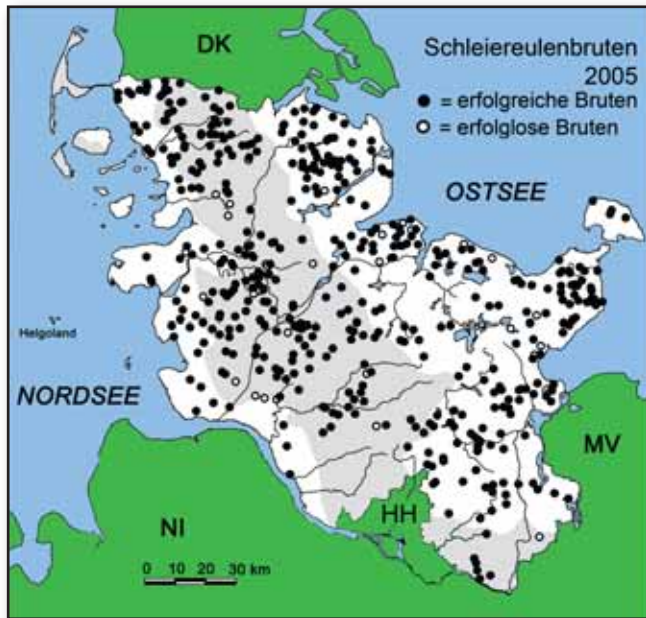 DK
Schleiereulenbruten
2005
● = erfolgreiche Bruten
○ = erfolglose Bruten
OSTSEE
Helgoland
NORDSEE
MV
HH
NI
0 10 20 30 km